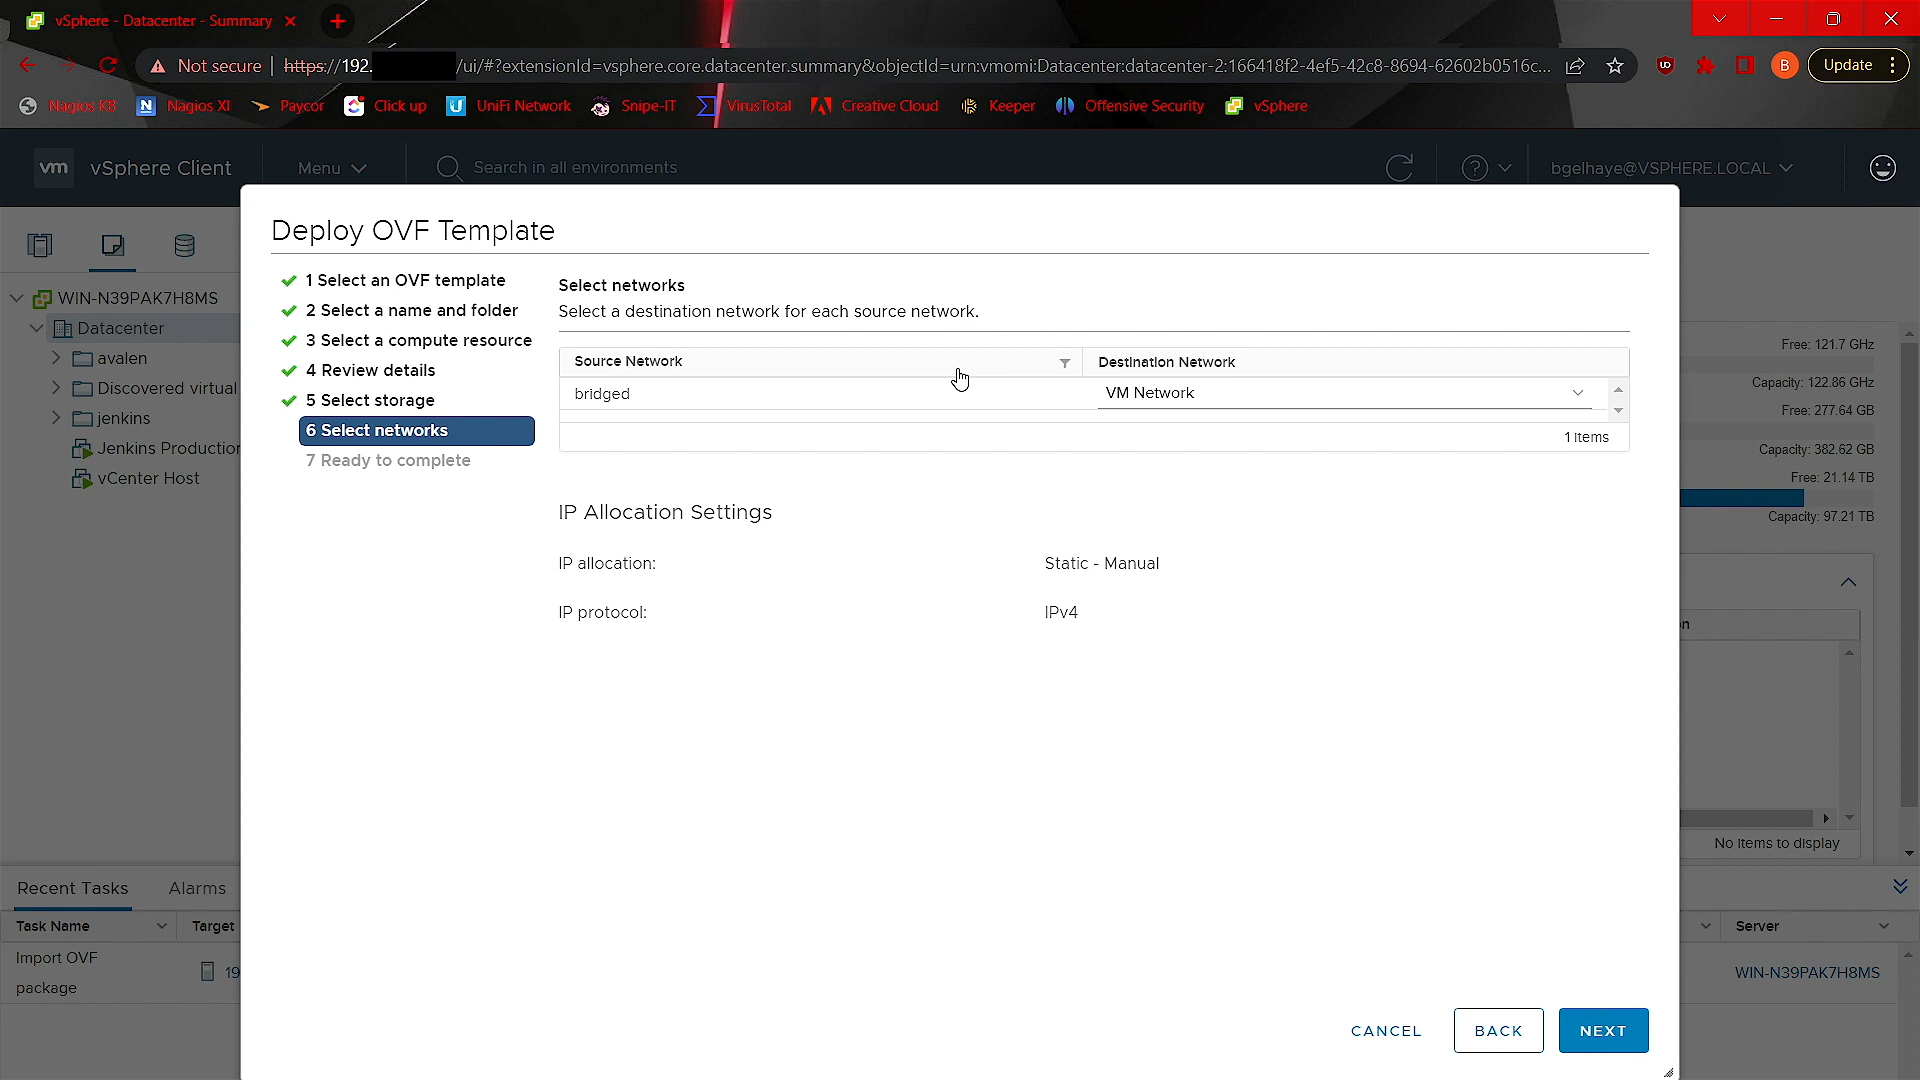 vSphere - Datacenter - Summary
Not secure
https://192.
/ui/#?extensionId=vsphere.core.datacenter.summary&objectId=urn:vmomi:Datacenter:datacenter-2:166418f2-4ef5-42c8-8694-62602b0516c...
B
Update
Nagios K8
N
Nagios XI
Paycor
Click up
U
UniFi Network
Snipe-IT
VirusTotal
Creative Cloud
Keeper
Offensive Security
vSphere
vm
vSphere Client
Menu
Search in all environments
?
bgelhaye@VSPHERE.LOCAL
Deploy OVF Template
1 Select an OVF template
2 Select a name and folder
3 Select a compute resource
4 Review details
5 Select storage
6 Select networks
7 Ready to complete
Select networks
Select a destination network for each source network.
Source Network
Destination Network
bridged
VM Network
1 items
IP Allocation Settings
IP allocation:
Static - Manual
IP protocol:
IPv4
CANCEL
BACK
NEXT
WIN-N39PAK7H8MS
Datacenter
avalen
Discovered virtual
jenkins
Jenkins Production
vCenter Host
Free: 121.7 GHz
Capacity: 122.86 GHz
Free: 277.64 GB
Capacity: 382.62 GB
Free: 21.14 TB
Capacity: 97.21 TB
No items to display
Recent Tasks
Alarms
Task Name
Target
Server
Import OVF
package
19
WIN-N39PAK7H8MS